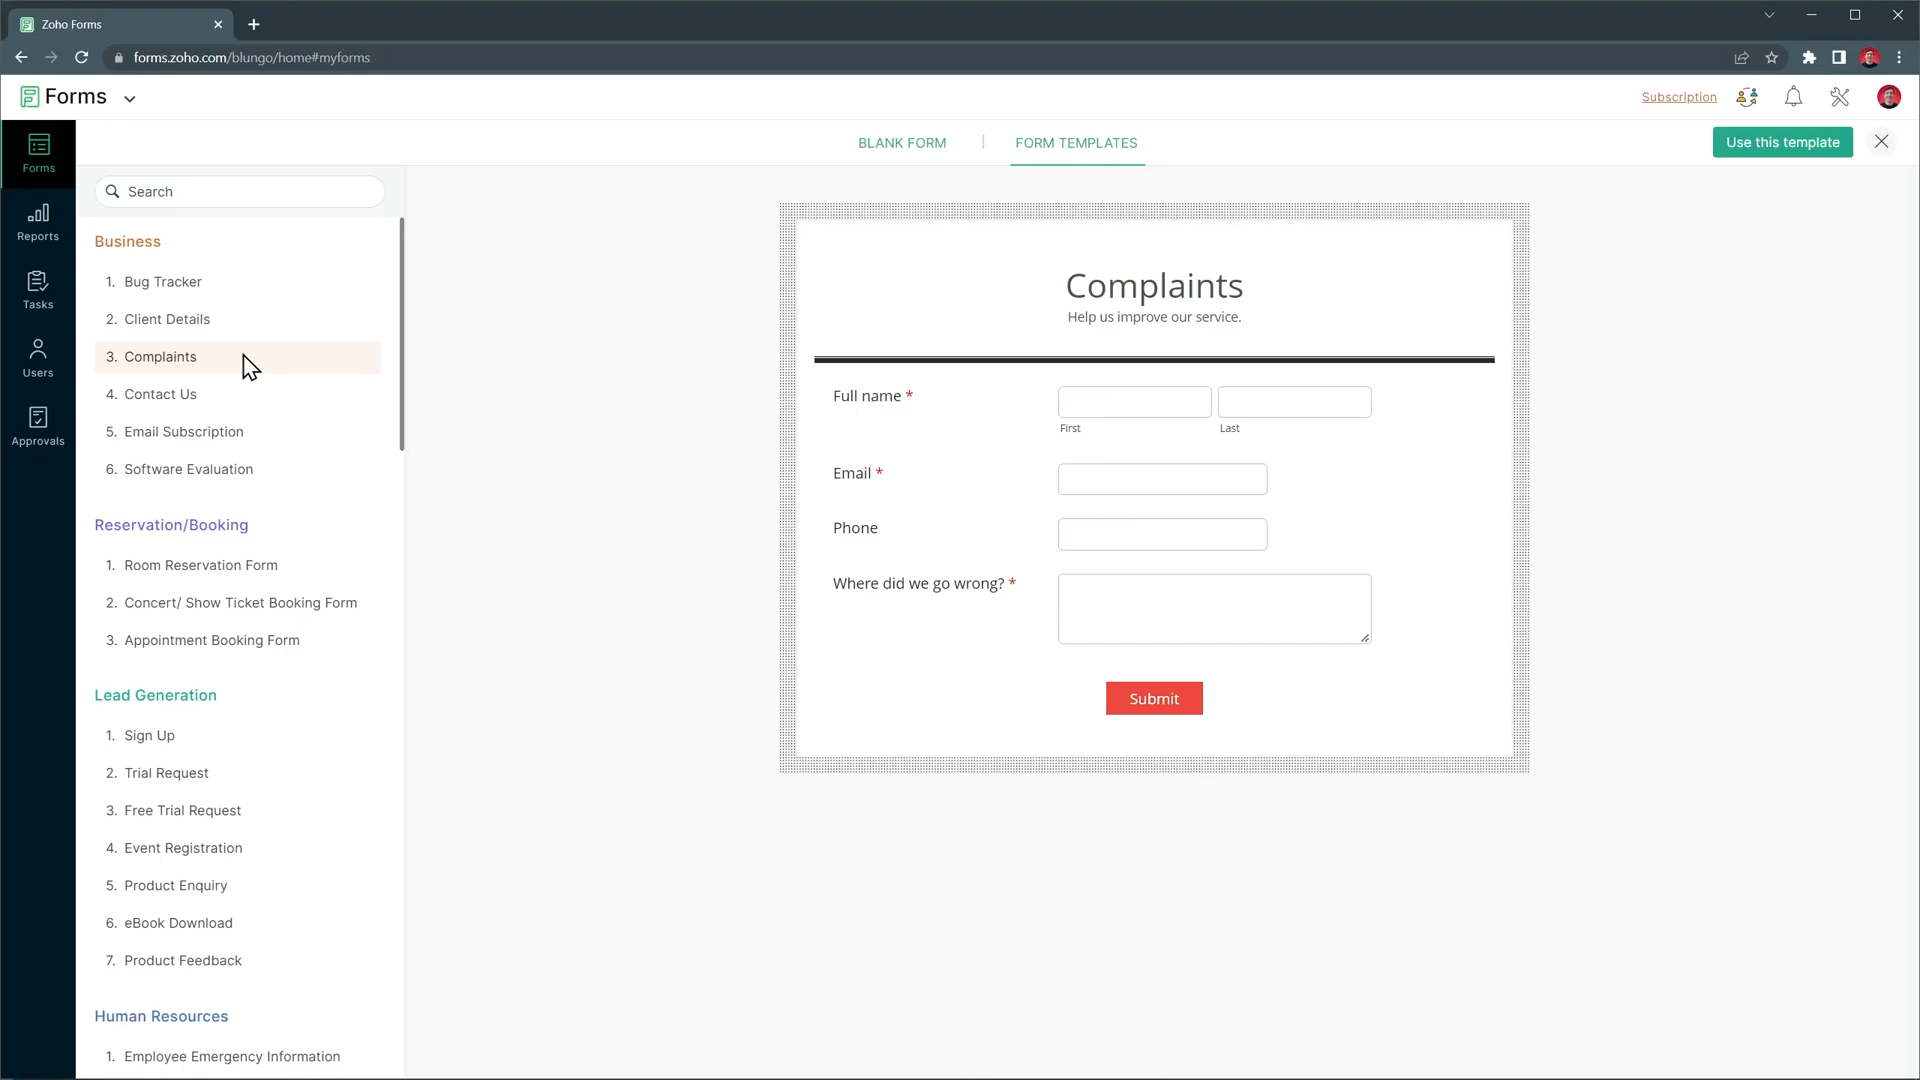 Zoho Forms
forms.zoho.com/blungo/home#myforms
Forms
Subscription
BLANK FORM | FORM TEMPLATES
Use this template
Forms
Reports
Tasks
Users
Approvals
Search
Business
1. Bug Tracker
2. Client Details
3. Complaints
4. Contact Us
5. Email Subscription
6. Software Evaluation
Reservation/Booking
1. Room Reservation Form
2. Concert/ Show Ticket Booking Form
3. Appointment Booking Form
Lead Generation
1. Sign Up
2. Trial Request
3. Free Trial Request
4. Event Registration
5. Product Enquiry
6. eBook Download
7. Product Feedback
Human Resources
1. Employee Emergency Information
Complaints
Help us improve our service.
Full name *
First Last
Email *
Phone
Where did we go wrong? *
Submit